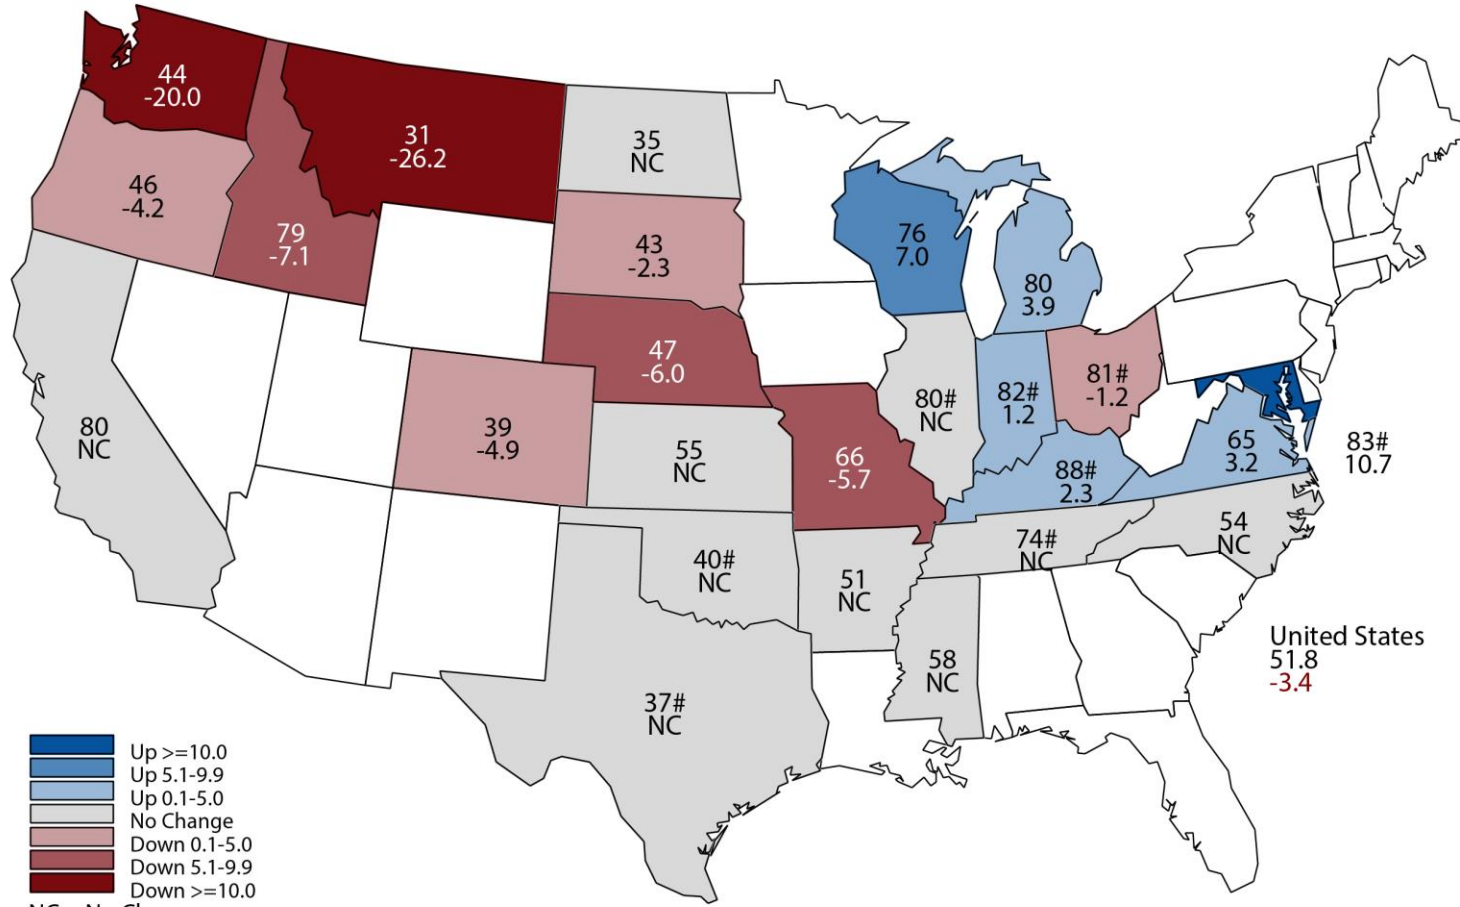 44
-20.0
31
-26.2
35
NC
46
-4.2
79
-7.1
43
-2.3
76
7.0
80
3.9
47
-6.0
80#
NC
82#
1.2
81#
-1.2
80
NC
39
-4.9
55
NC
66
-5.7
88#
2.3
65
3.2
83#
10.7
40#
NC
51
NC
74#
NC
54
NC
37#
NC
58
NC
United States
51.8
-3.4
Up >=10.0
Up 5.1-9.9
Up 0.1-5.0
No Change
Down 0.1-5.0
Down 5.1-9.9
Down >=10.0